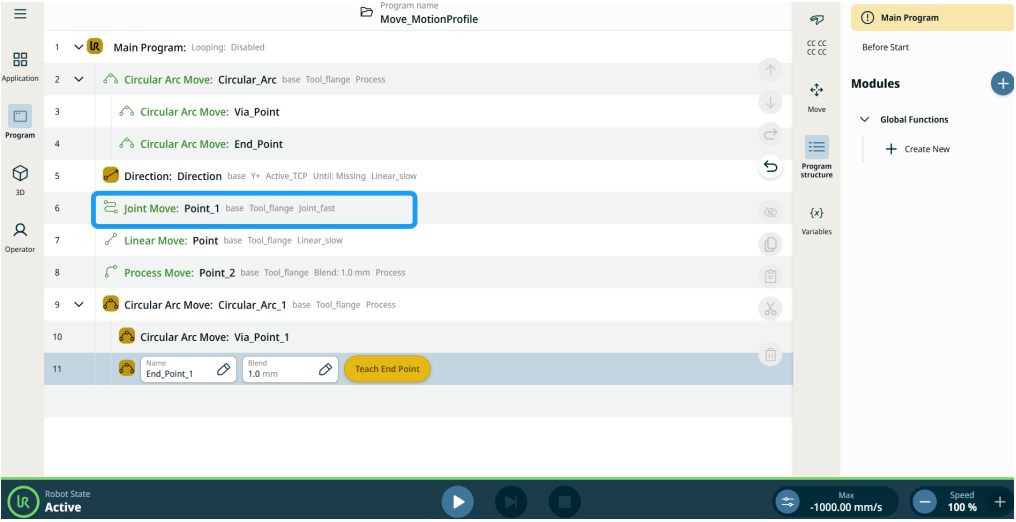 Program name
Move_MotionProfile
Application
Program
3D
Operator
1 Main Program: Looping: Disabled
2 Circular Arc Move: Circular_Arc base Tool_flange Process
3 Circular Arc Move: Via_Point
4 Circular Arc Move: End_Point
5 Direction: Direction base Y+ Active_TCP Until: Missing Linear_slow
6 Joint Move: Point_1 base Tool_flange Joint_fast
7 Linear Move: Point base Tool_flange Linear_slow
8 Process Move: Point_2 base Tool_flange Blend: 1.0 mm Process
9 Circular Arc Move: Circular_Arc_1 base Tool_flange Process
10 Circular Arc Move: Via_Point_1
11 Name End_Point_1 Blend 1.0 mm Teach End Point
CC CC
CC CC
Move
Program
structure
{x}
Variables
Main Program
Before Start
Modules
Global Functions
Create New
Robot State
Active
Max
-1000.00 mm/s
Speed
100 %